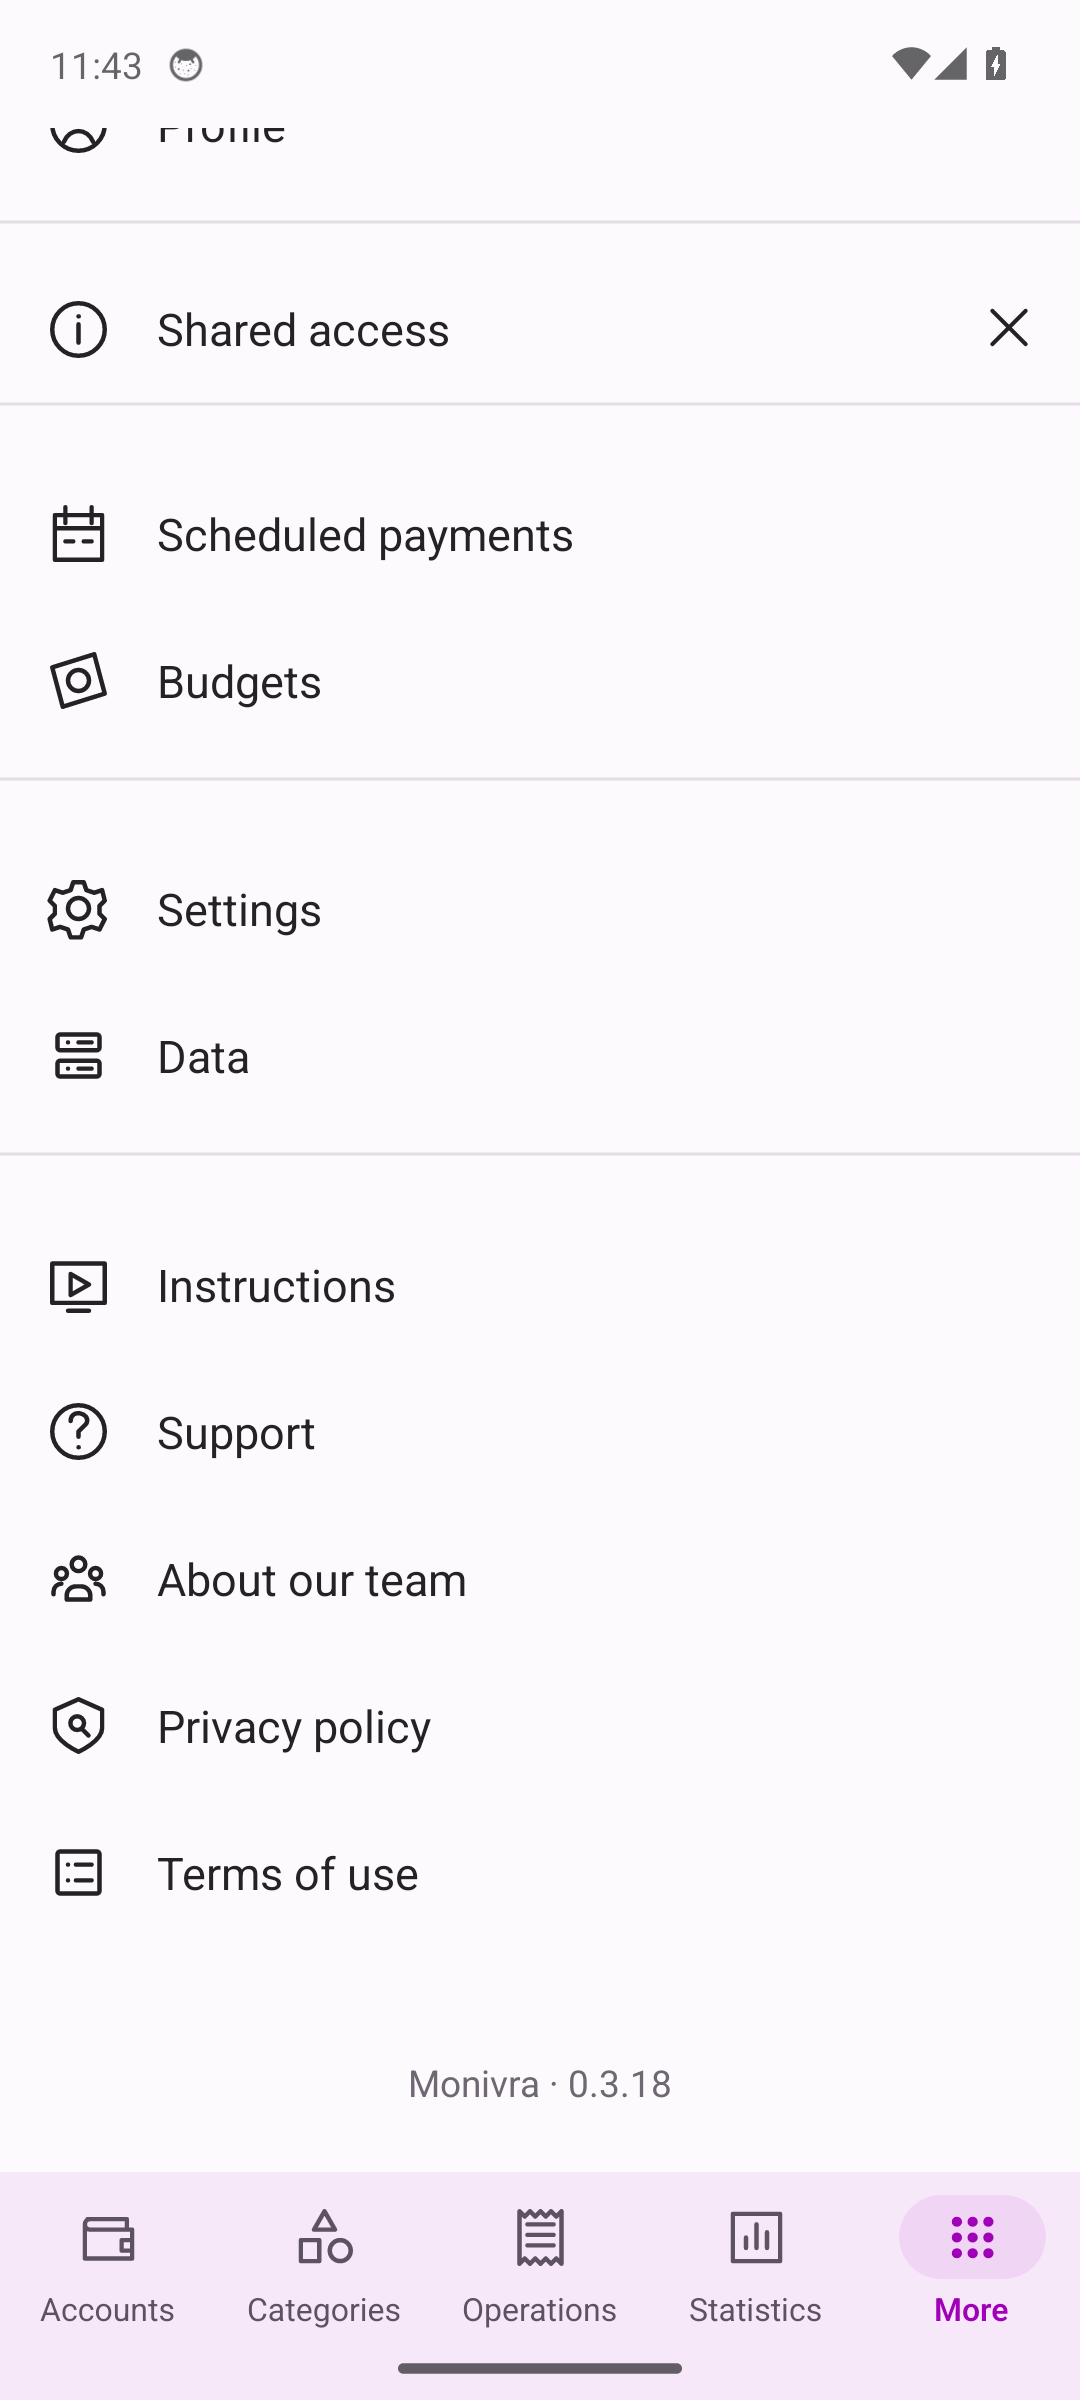 11:43
Profile
Shared access
Scheduled payments
Budgets
Settings
Data
Instructions
Support
About our team
Privacy policy
Terms of use
Monivra · 0.3.18
Accounts
Categories
Operations
Statistics
More